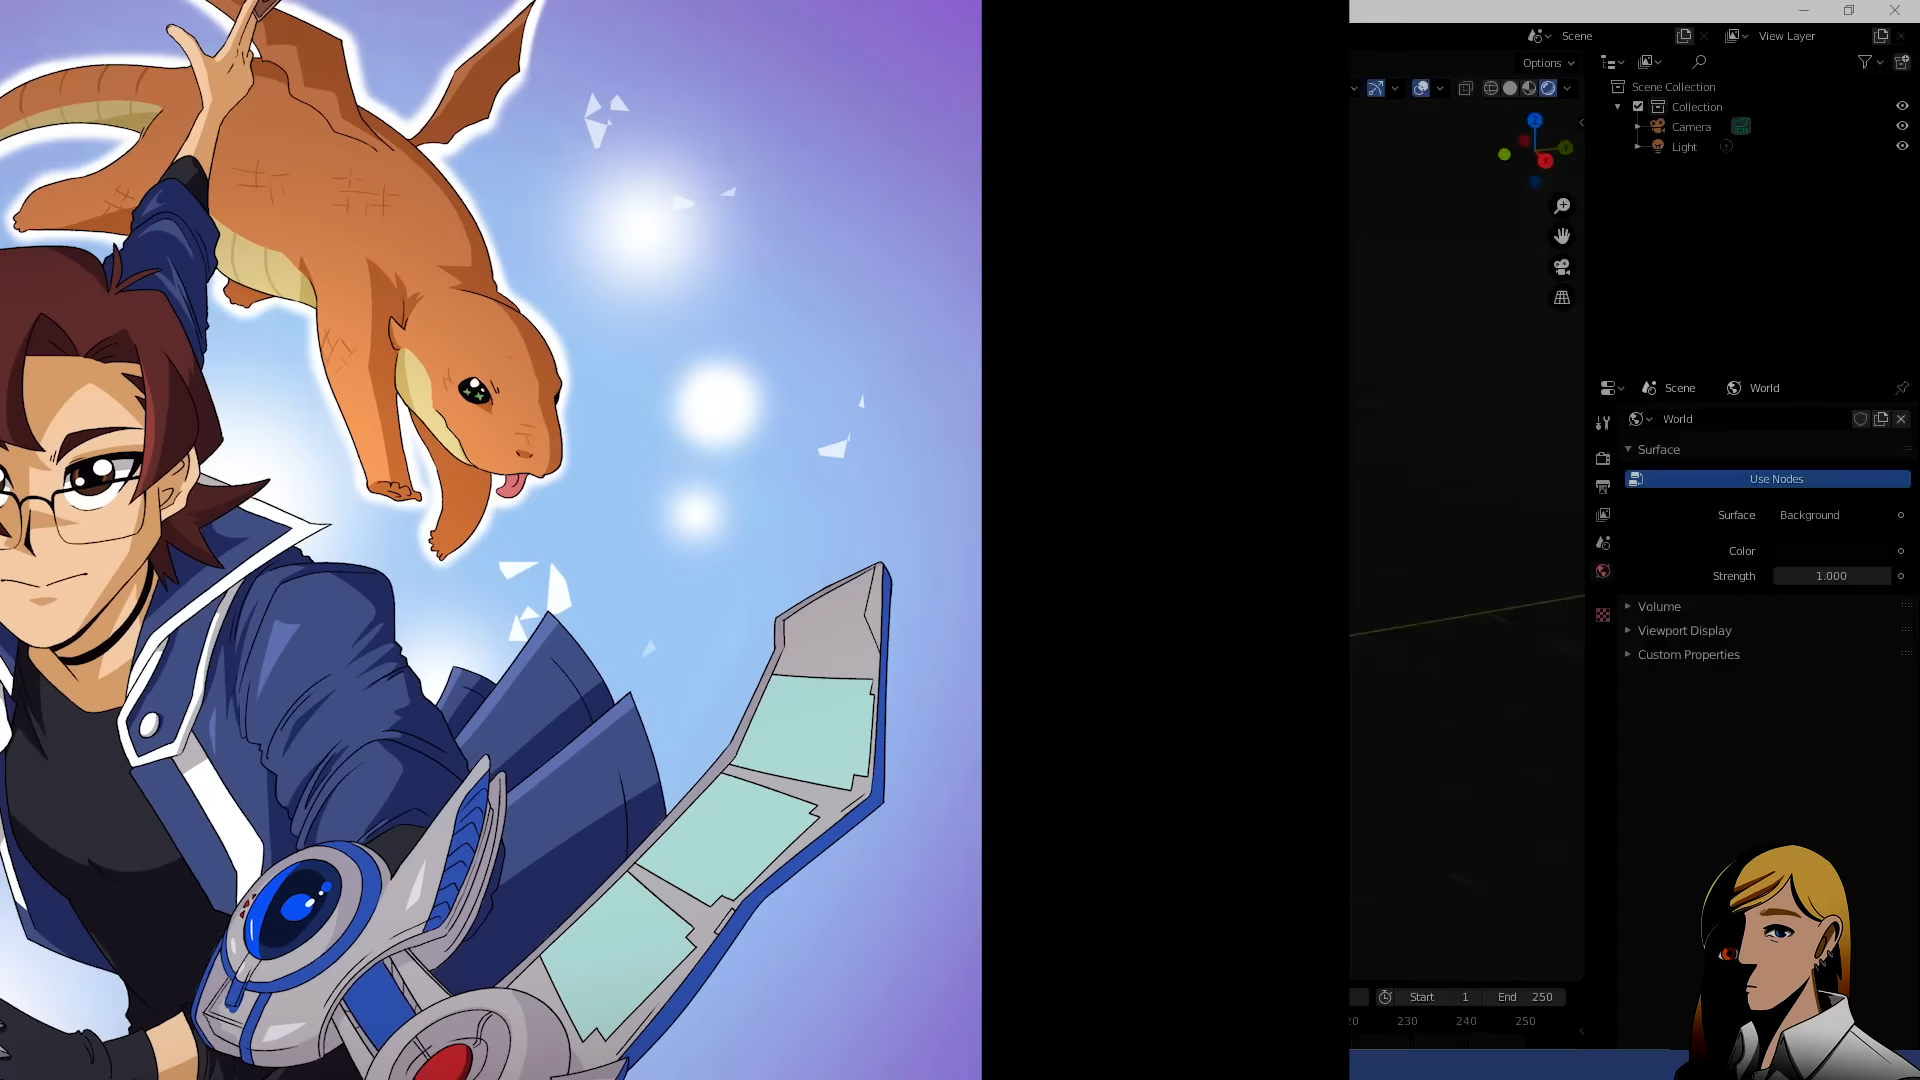 Scene
View Layer
Options
Scene Collection
Collection
Camera
Light
Scene
World
World
Surface
Use Nodes
Surface
Background
Color
Strength
1.000
Volume
Viewport Display
Custom Properties
Start
1
End
250
20
230
240
250